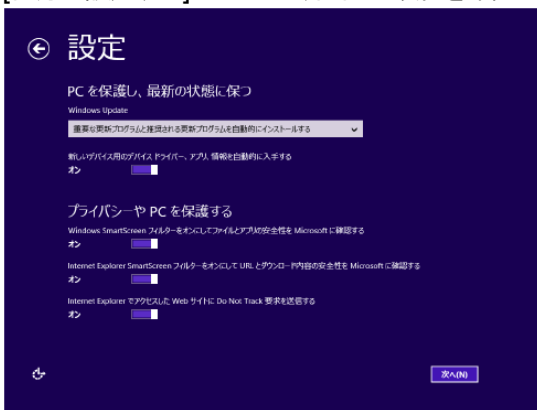 設定
PC を保護し、最新の状態に保つ
Windows Update
重要な更新プログラムと推奨される更新プログラムを自動的にインストールする
新しいデバイス用のデバイス ドライバー、アプリ、情報を自動的に入手する
オン
プライバシーや PC を保護する
Windows SmartScreen フィルターをオンにしてファイルとアプリの安全性を Microsoft に確認する
オン
Internet Explorer SmartScreen フィルターをオンにして URL とダウンロード内容の安全性を Microsoft に確認する
オン
Internet Explorer でアクセスした Web サイトに Do Not Track 要求を送信する
オン
次へ(N)